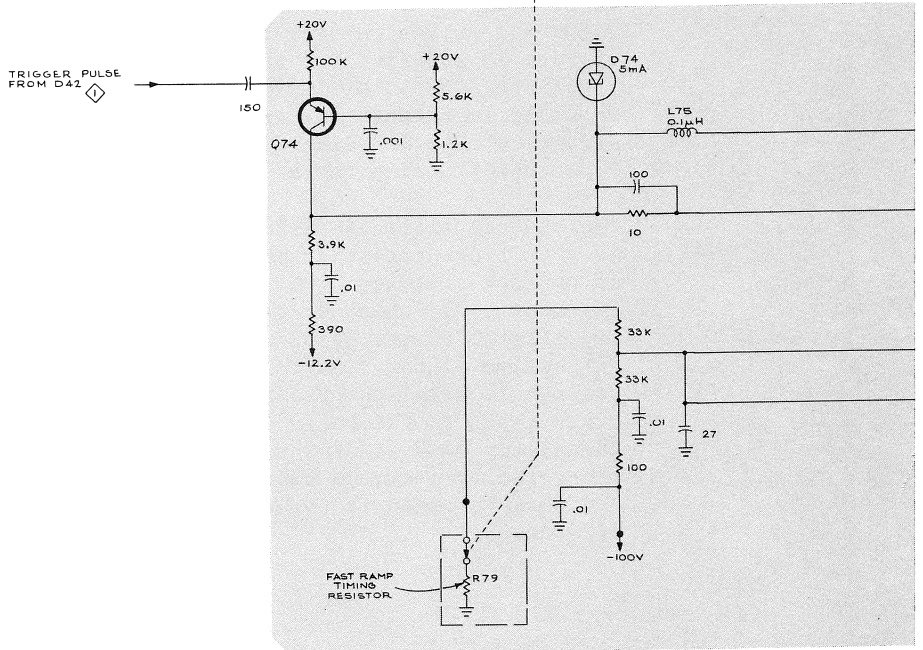 +20V
100K
+20V
TRIGGER PULSE
FROM D42
1
150
5.6K
Q74
.001
1.2K
D74
5mA
L75
0.1µH
100
10
3.9K
.01
390
-12.2V
33K
33K
.01
27
100
.01
-100V
FAST RAMP
TIMING
RESISTOR
R79